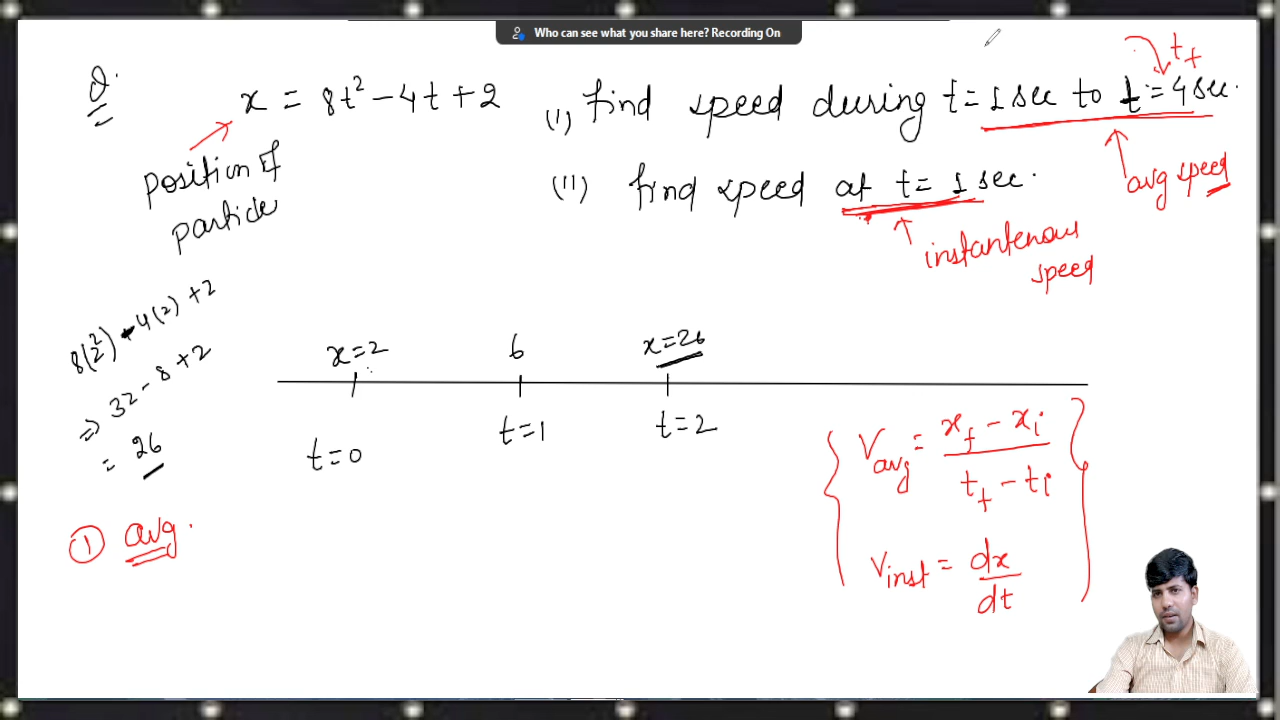 Who can see what you share here? Recording On
Q.
x = 8t² - 4t + 2
position of
particle
(i) find speed during t = 1 sec to t = 4 sec.
t_f
avg speed
(ii) find speed at t = 1 sec.
instantenous
speed
8(2²) - 4(2) + 2
⇒ 32 - 8 + 2
= 26
x=2 6 x=26
t=0 t=1 t=2
V_avg = (x_f - x_i) / (t_f - t_i)
V_inst = dx/dt
① avg.